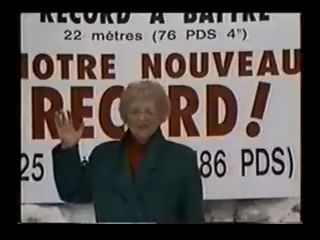 RECORD À BATTRE
22 mètres (76 PDS 4")
NOTRE NOUVEAU
RECORD!
25 (86 PDS)